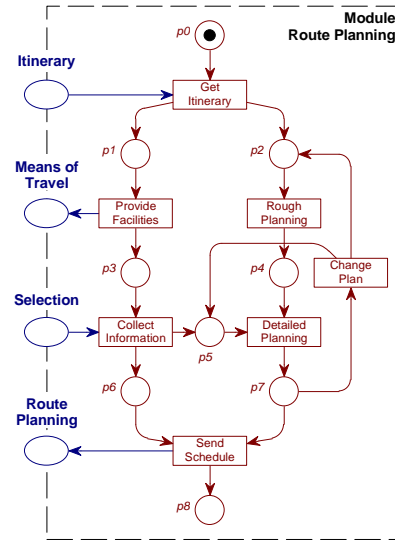 Module
Route Planning
p0
Itinerary
Get
Itinerary
p1
p2
Means of
Travel
Provide
Facilities
Rough
Planning
p3
p4
Change
Plan
Selection
Collect
Information
Detailed
Planning
p5
p6
p7
Route
Planning
Send
Schedule
p8